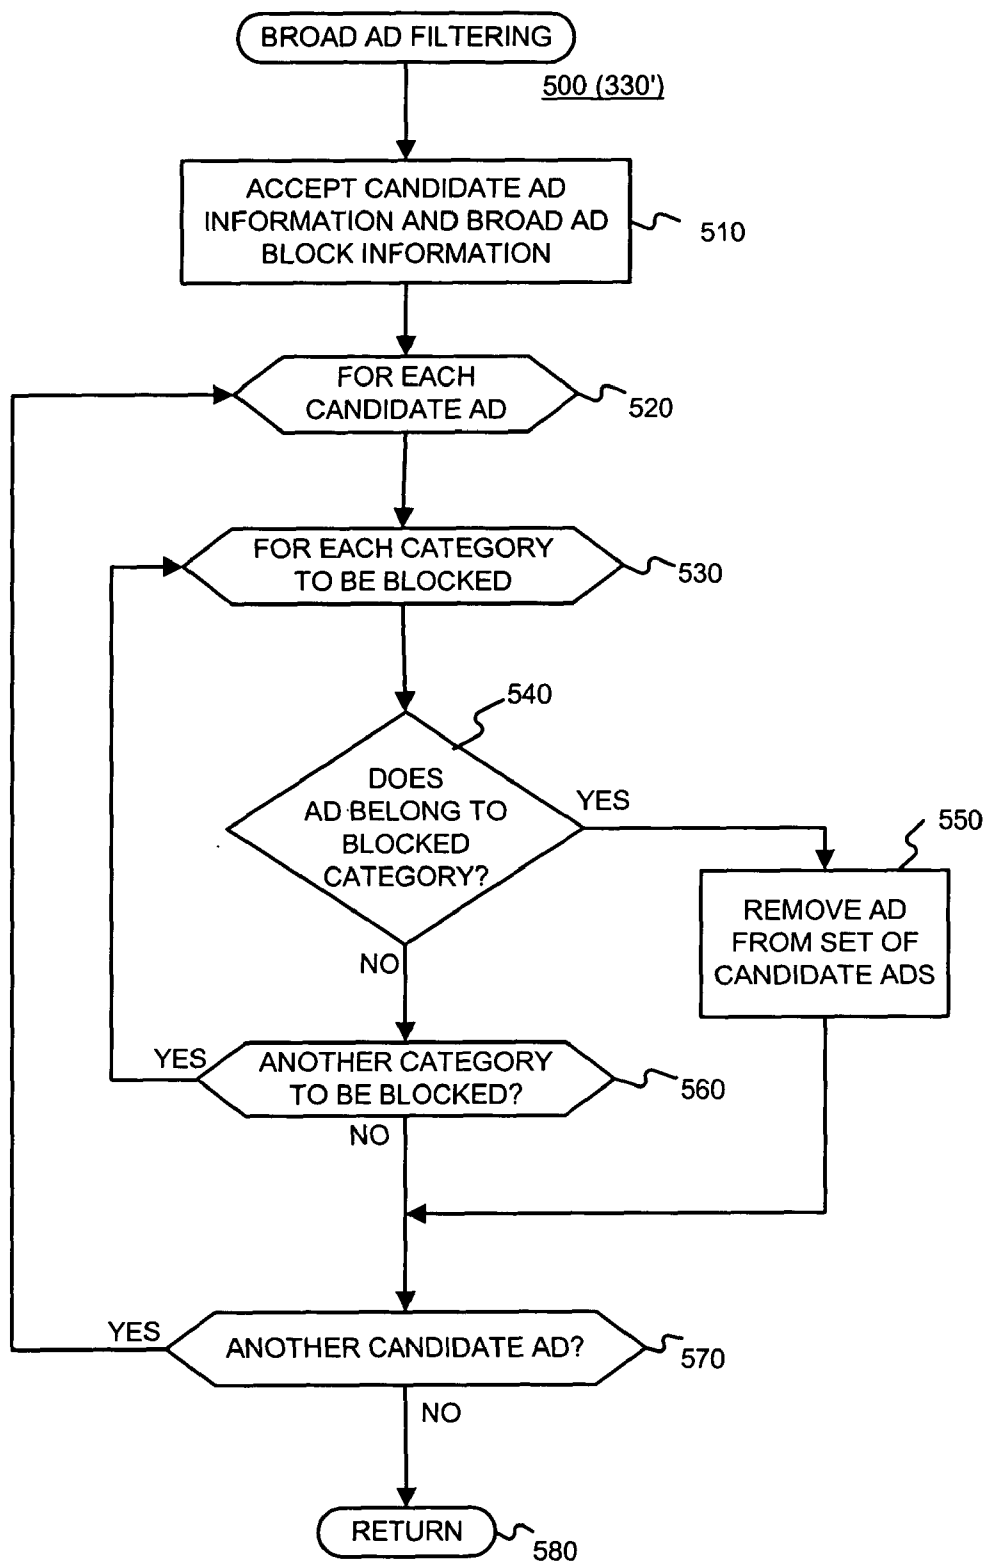 BROAD AD FILTERING
500 (330')
ACCEPT CANDIDATE AD
INFORMATION AND BROAD AD
BLOCK INFORMATION
510
FOR EACH
CANDIDATE AD
520
FOR EACH CATEGORY
TO BE BLOCKED
530
540
DOES
AD BELONG TO
BLOCKED
CATEGORY?
YES
550
REMOVE AD
FROM SET OF
CANDIDATE ADS
NO
YES
ANOTHER CATEGORY
TO BE BLOCKED?
560
NO
YES
ANOTHER CANDIDATE AD?
570
NO
RETURN
580